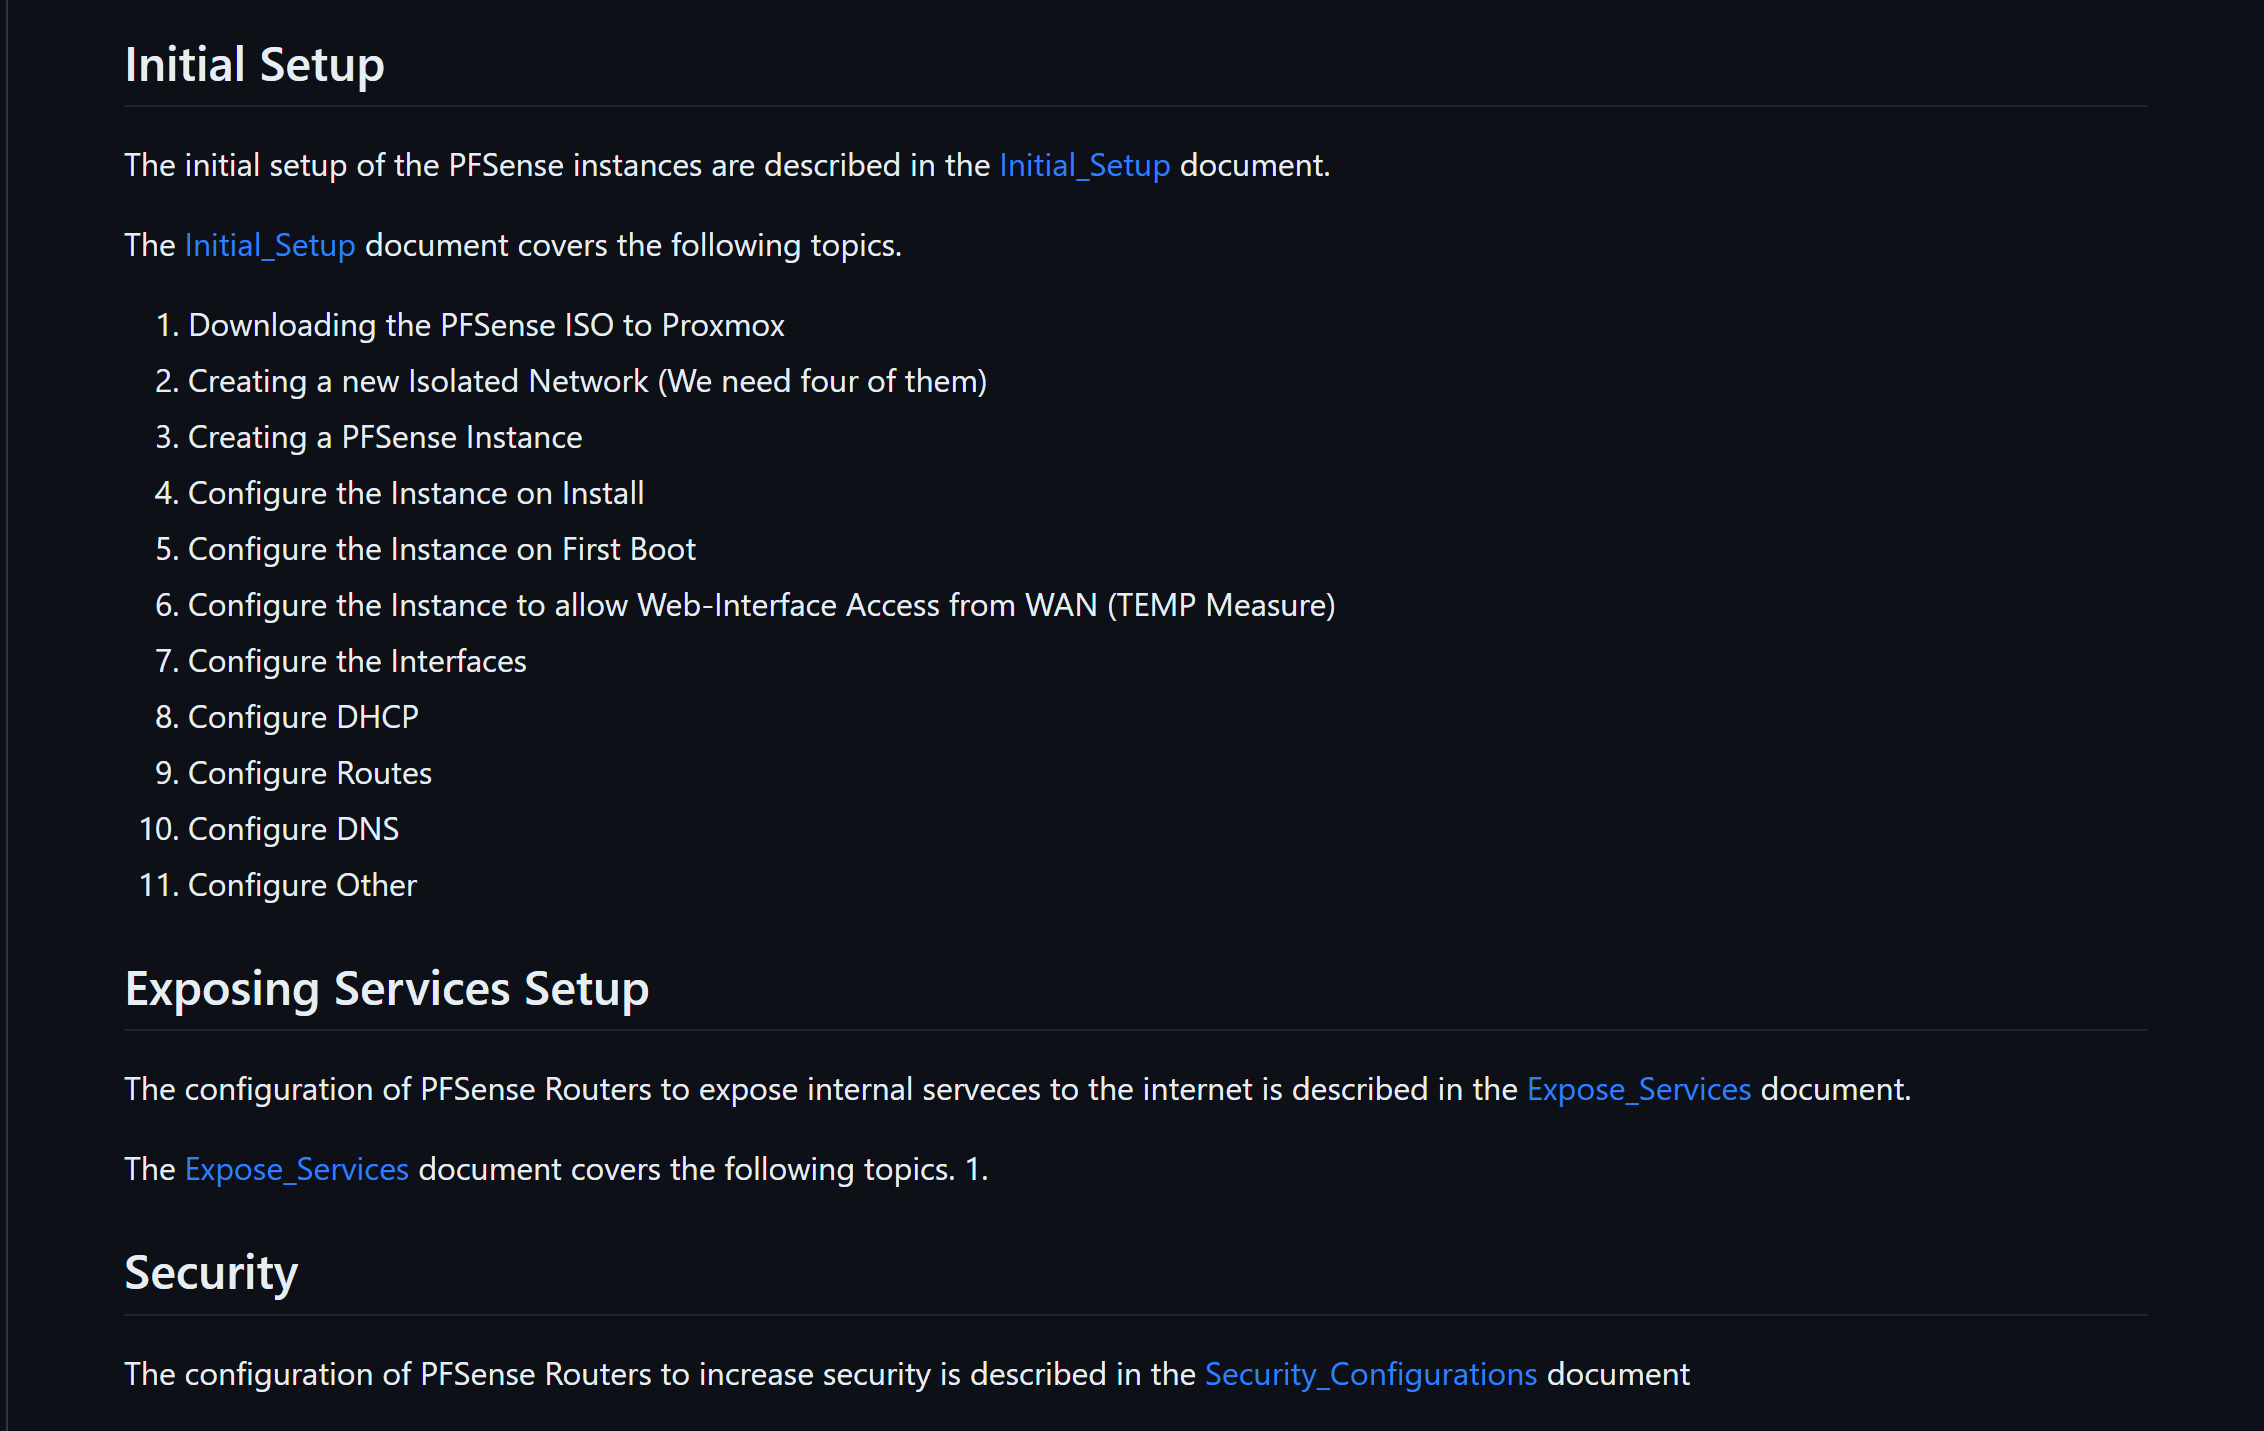 Initial Setup
The initial setup of the PFSense instances are described in the Initial_Setup document.
The Initial_Setup document covers the following topics.
1. Downloading the PFSense ISO to Proxmox
2. Creating a new Isolated Network (We need four of them)
3. Creating a PFSense Instance
4. Configure the Instance on Install
5. Configure the Instance on First Boot
6. Configure the Instance to allow Web-Interface Access from WAN (TEMP Measure)
7. Configure the Interfaces
8. Configure DHCP
9. Configure Routes
10. Configure DNS
11. Configure Other
Exposing Services Setup
The configuration of PFSense Routers to expose internal serveces to the internet is described in the Expose_Services document.
The Expose_Services document covers the following topics. 1.
Security
The configuration of PFSense Routers to increase security is described in the Security_Configurations document